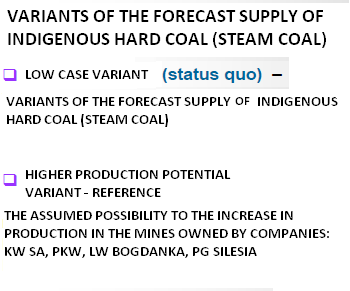 VARIANTS OF THE FORECAST SUPPLY OF
INDIGENOUS HARD COAL (STEAM COAL)
LOW CASE VARIANT (status quo) –
VARIANTS OF THE FORECAST SUPPLY OF INDIGENOUS
HARD COAL (STEAM COAL)
HIGHER PRODUCTION POTENTIAL
VARIANT - REFERENCE
THE ASSUMED POSSIBILITY TO THE INCREASE IN
PRODUCTION IN THE MINES OWNED BY COMPANIES:
KW SA, PKW, LW BOGDANKA, PG SILESIA